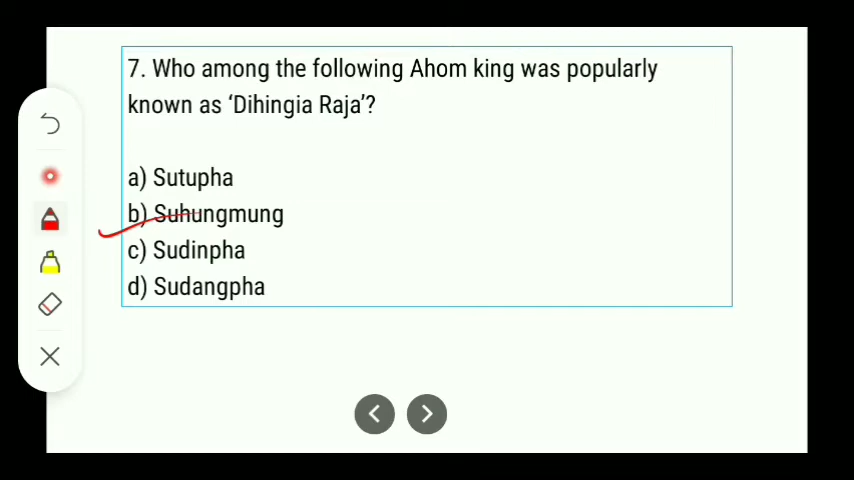 7. Who among the following Ahom king was popularly
known as ‘Dihingia Raja’?
a) Sutupha
b) Suhungmung
c) Sudinpha
d) Sudangpha